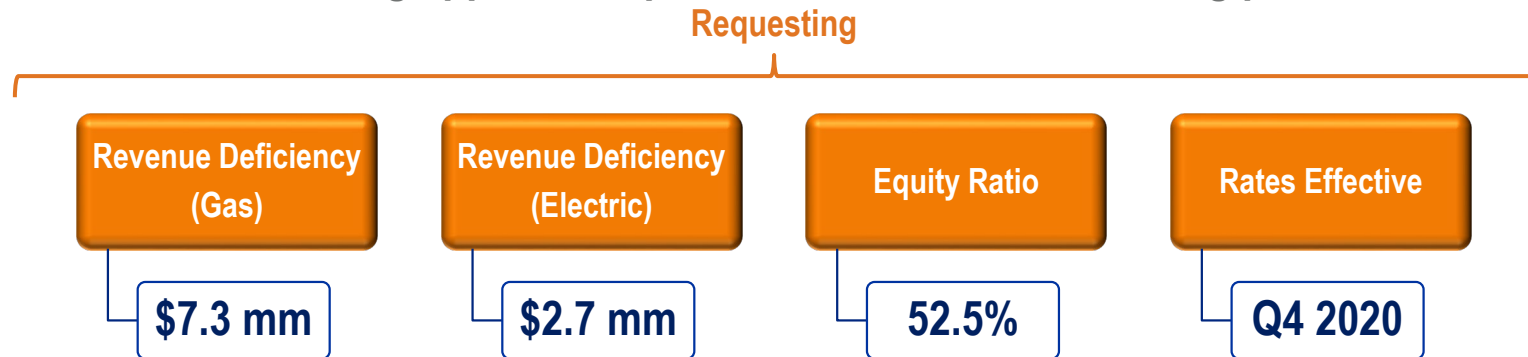 Requesting
Revenue Deficiency
(Gas)
Revenue Deficiency
(Electric)
Equity Ratio
Rates Effective
$7.3 mm
$2.7 mm
52.5%
Q4 2020